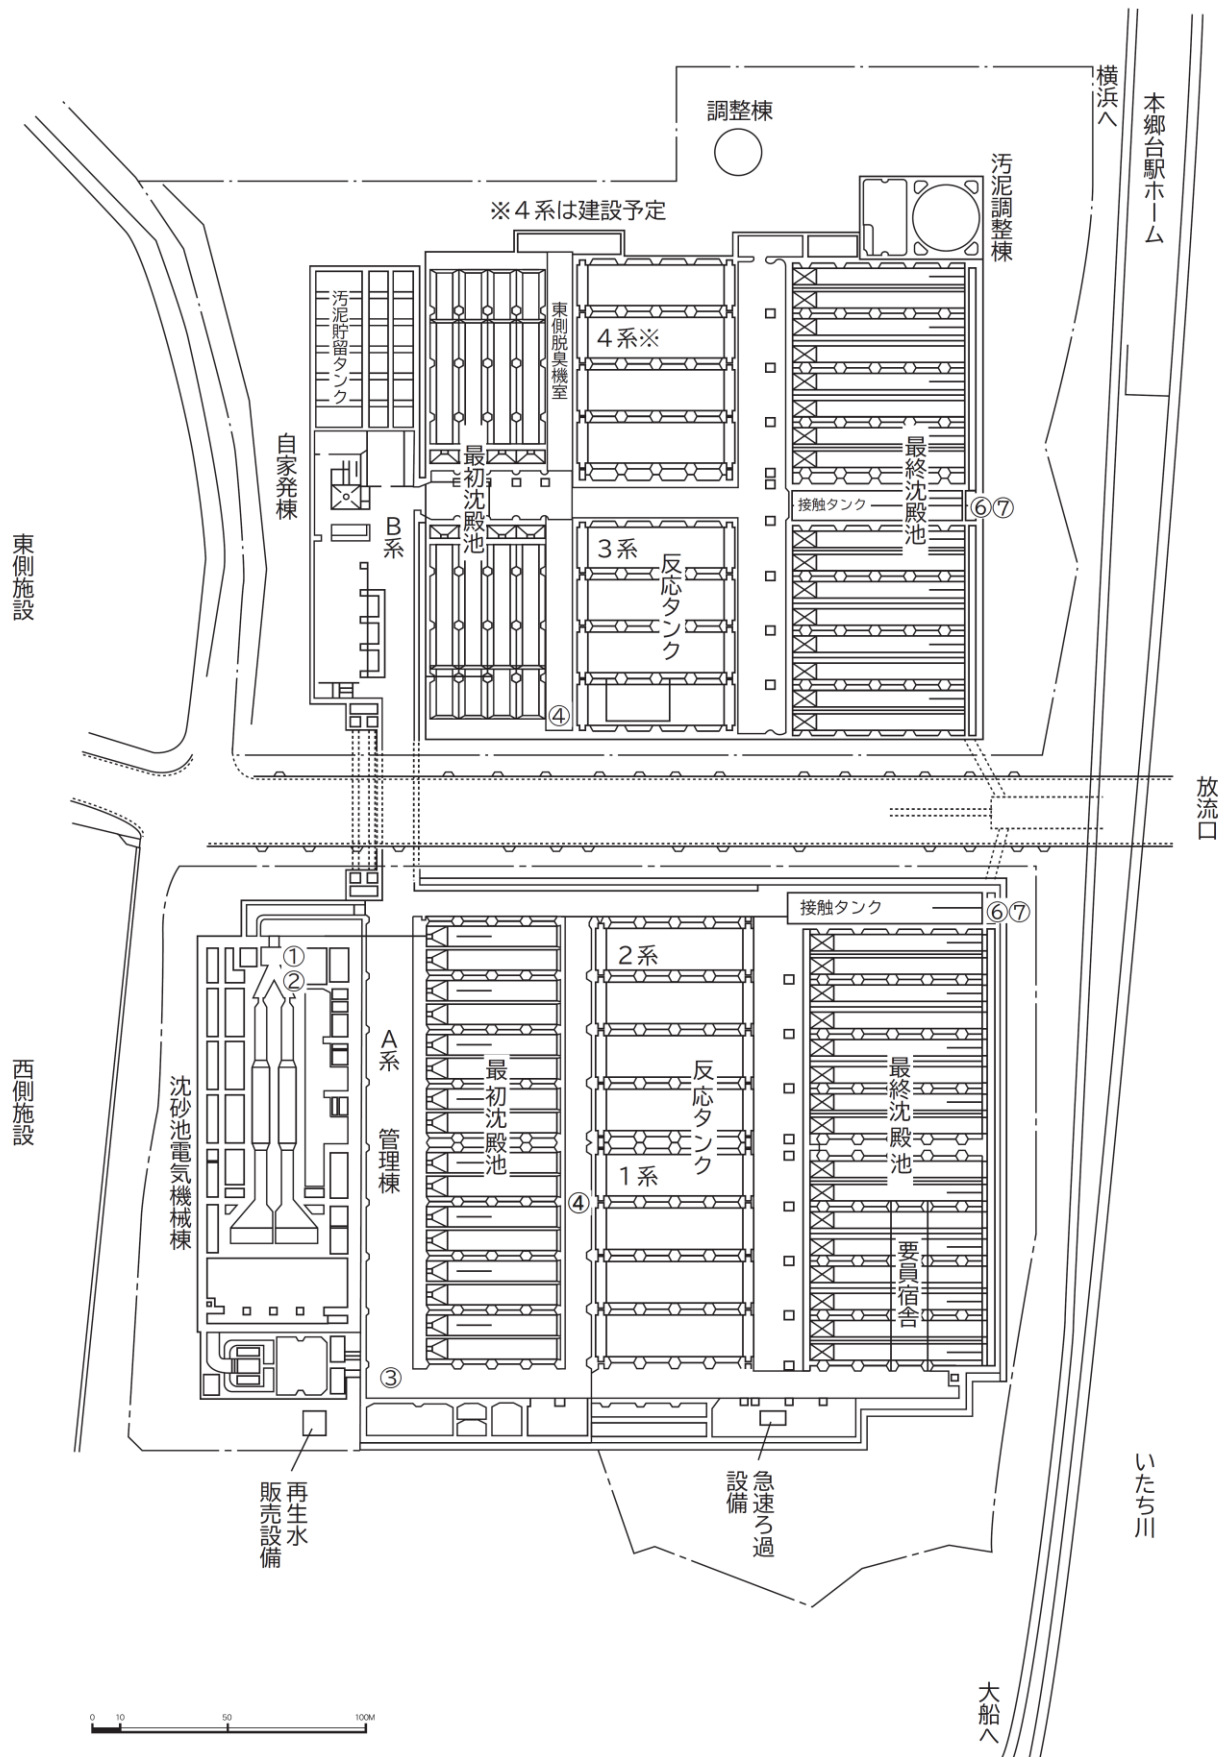 横浜へ
本郷台駅ホーム
調整棟
汚泥調整棟
※４系は建設予定
汚泥貯留タンク
東側脱臭機室
４系※
自家発棟
最初沈殿池
最終沈殿池
接触タンク
⑥⑦
B系
３系
反応タンク
東側施設
④
放流口
接触タンク
⑥⑦
①
②
２系
A系
管理棟
最初沈殿池
反応タンク
最終沈殿池
西側施設
沈砂池電気機械棟
１系
④
要員宿舎
③
再生水
販売設備
急速ろ過
設備
いたち川
大船へ
0 10 50 100M